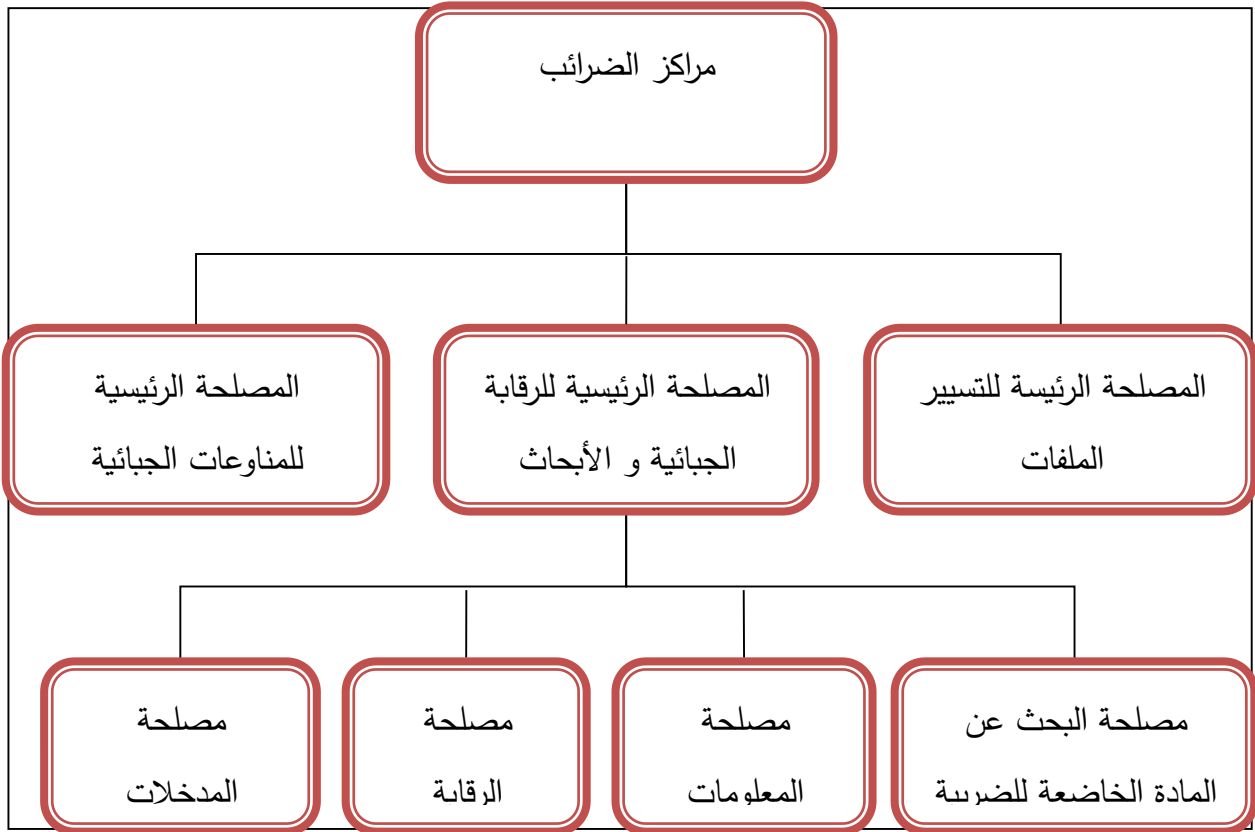 مراكز الضرائب
المصلحة الرئيسة للتسيير
الملفات
المصلحة الرئيسية للرقابة
الجبائية و الأبحاث
المصلحة الرئيسية
للمناوعات الجبائية
مصلحة البحث عن
المادة الخاضعة للضريبة
مصلحة
المعلومات
مصلحة
الرقابة
مصلحة
المدخلات